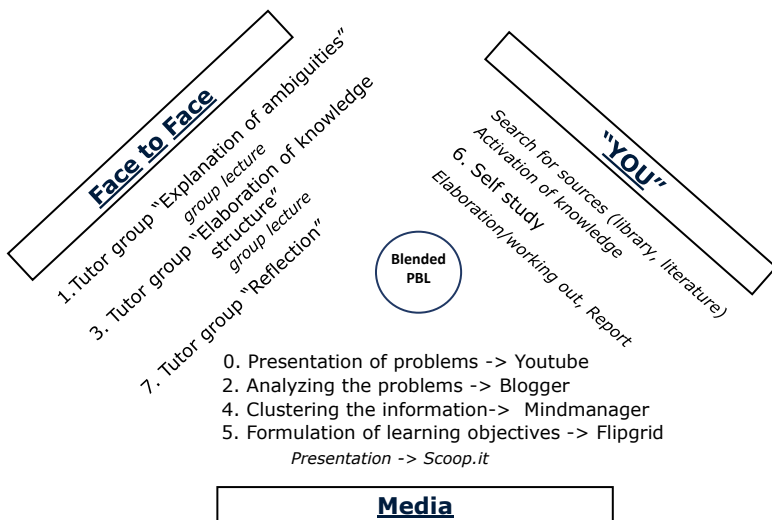 Face to Face
1. Tutor group “Explanation of ambiguities”
group lecture
3. Tutor group “Elaboration of knowledge
structure”
group lecture
7. Tutor group “Reflection”
“YOU”
Search for sources (library, literature)
Activation of knowledge
6. Self study
Elaboration/working out, Report
Blended
PBL
0. Presentation of problems -> Youtube
2. Analyzing the problems -> Blogger
4. Clustering the information-> Mindmanager
5. Formulation of learning objectives -> Flipgrid
Presentation -> Scoop.it
Media